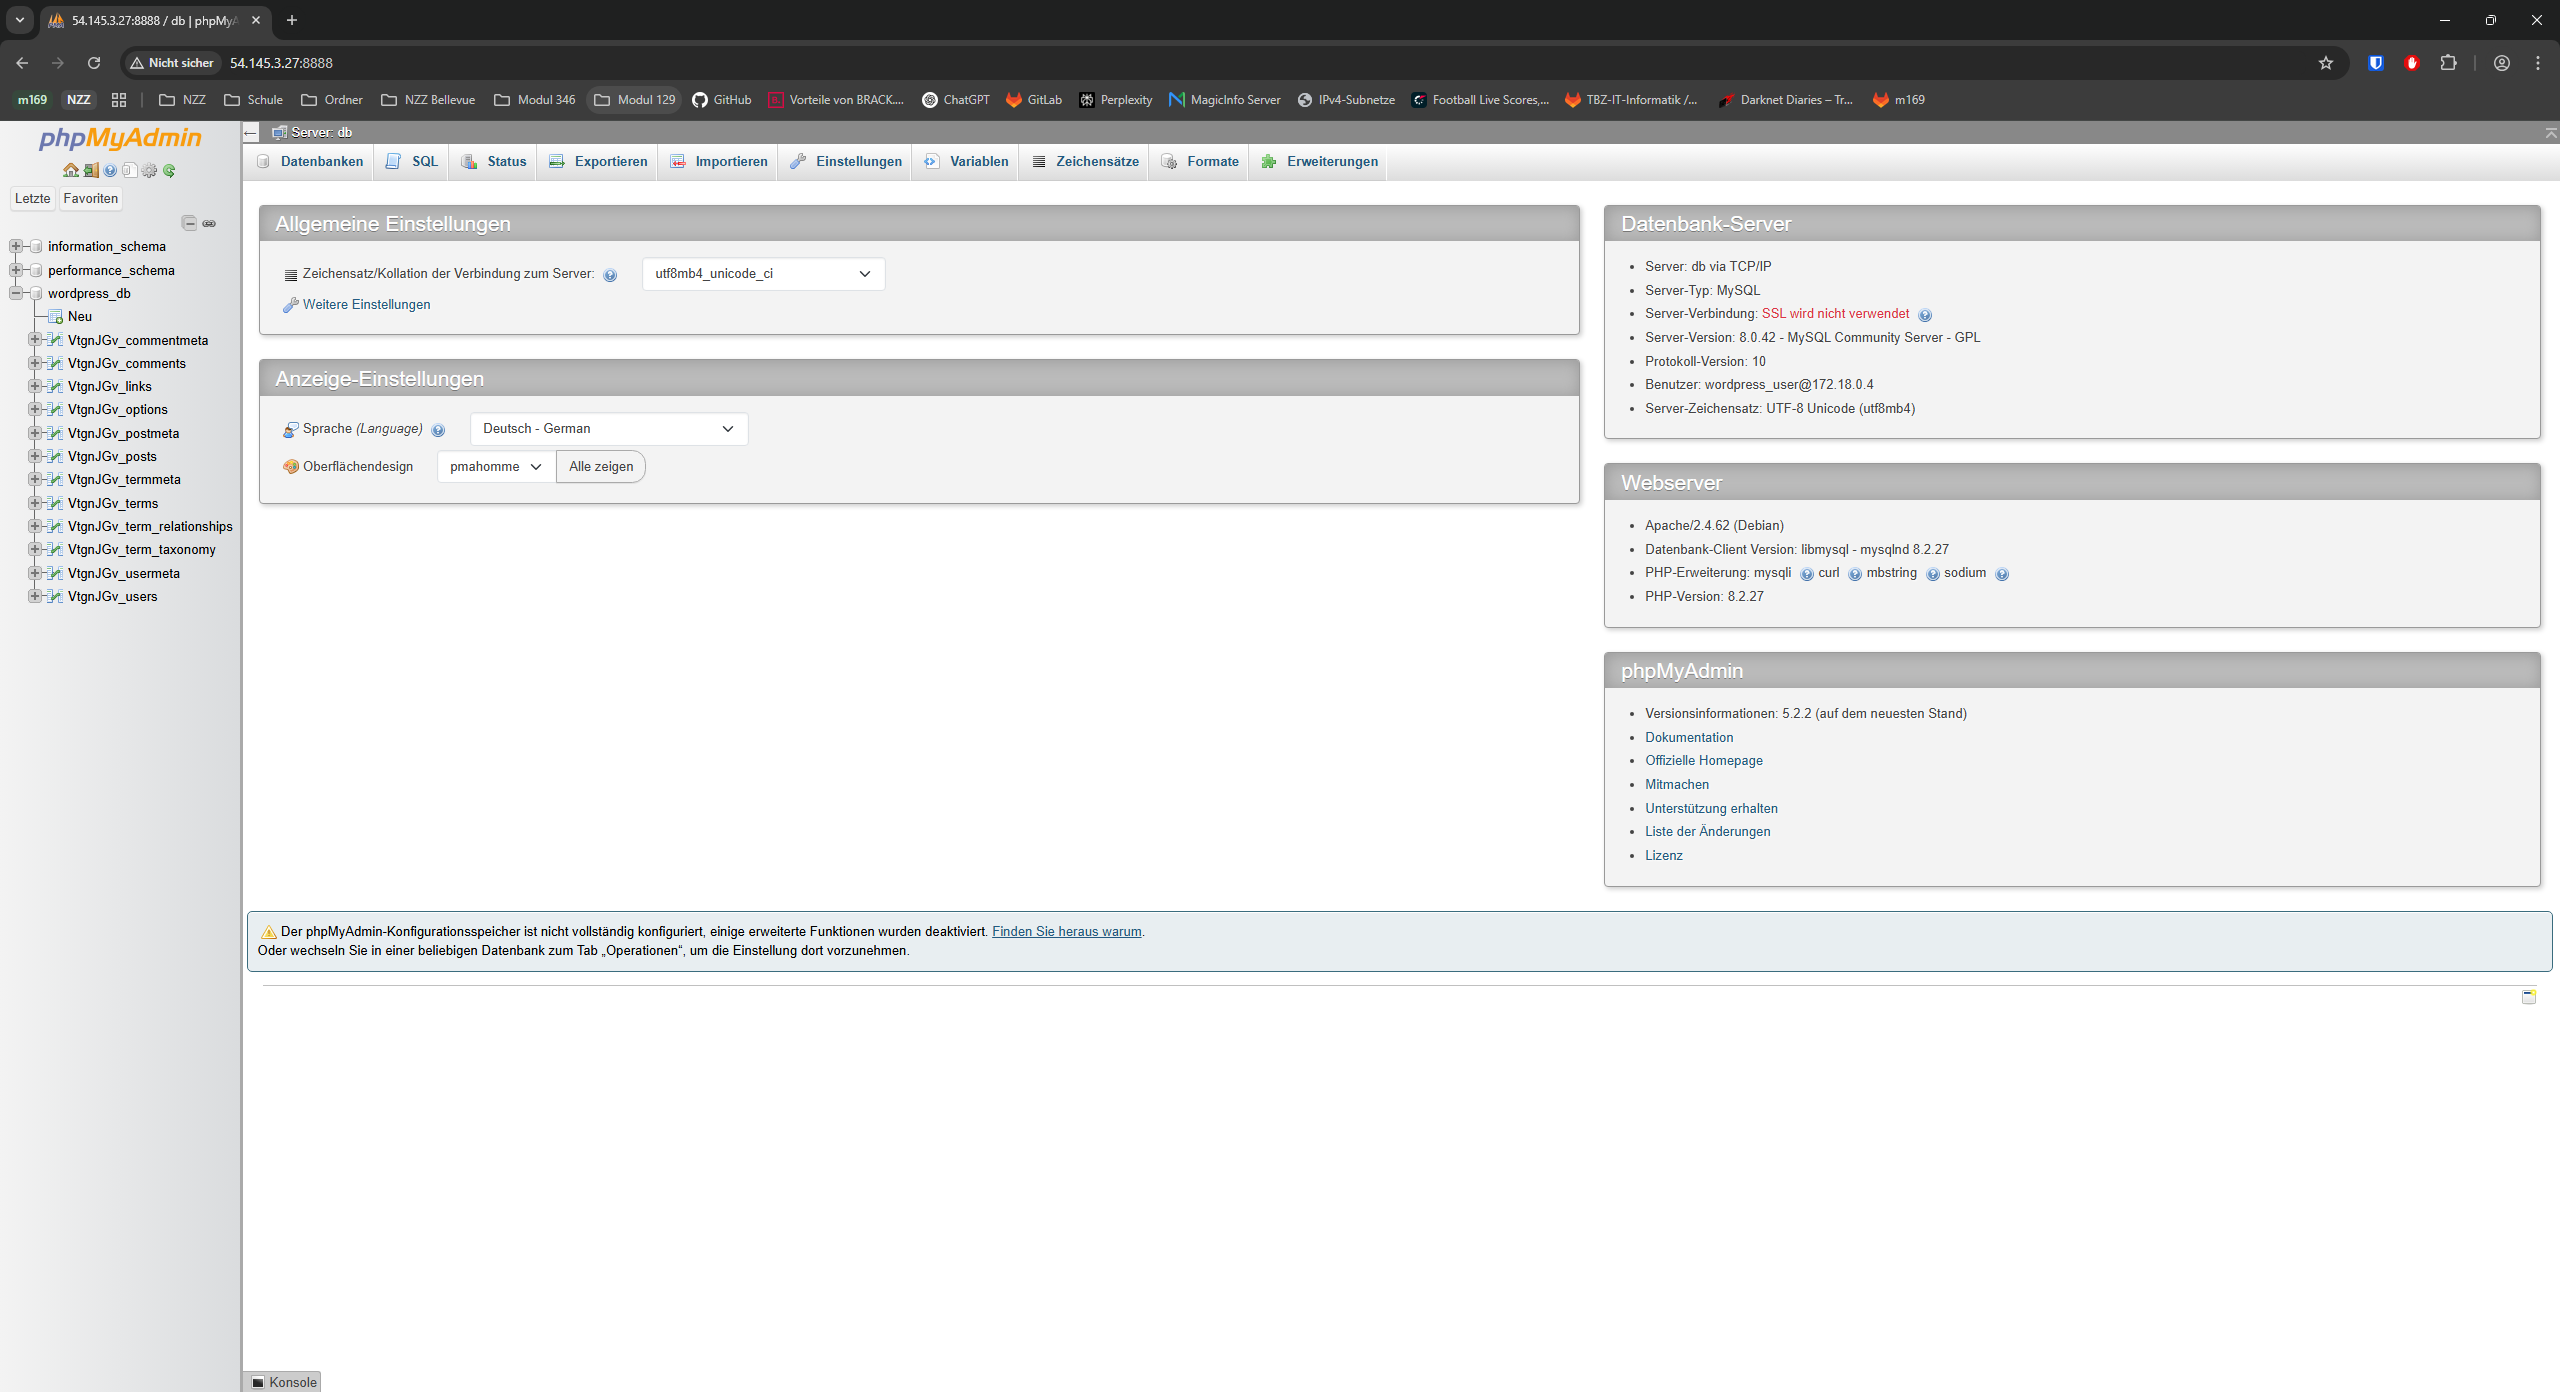 54.145.3.27:8888 / db | phpMyA
Nicht sicher
54.145.3.27:8888
m169
NZZ
NZZ
Schule
Ordner
NZZ Bellevue
Modul 346
Modul 129
GitHub
Vorteile von BRACK....
ChatGPT
GitLab
Perplexity
MagicInfo Server
IPv4-Subnetze
Football Live Scores,...
TBZ-IT-Informatik /...
Darknet Diaries – Tr...
m169
phpMyAdmin
Letzte
Favoriten
information_schema
performance_schema
wordpress_db
Neu
VtgnJGv_commentmeta
VtgnJGv_comments
VtgnJGv_links
VtgnJGv_options
VtgnJGv_postmeta
VtgnJGv_posts
VtgnJGv_termmeta
VtgnJGv_terms
VtgnJGv_term_relationships
VtgnJGv_term_taxonomy
VtgnJGv_usermeta
VtgnJGv_users
Server: db
Datenbanken
SQL
Status
Exportieren
Importieren
Einstellungen
Variablen
Zeichensätze
Formate
Erweiterungen
Allgemeine Einstellungen
Zeichensatz/Kollation der Verbindung zum Server:
utf8mb4_unicode_ci
Weitere Einstellungen
Anzeige-Einstellungen
Sprache (Language)
Deutsch - German
Oberflächendesign
pmahomme
Alle zeigen
Datenbank-Server
Server: db via TCP/IP
Server-Typ: MySQL
Server-Verbindung: SSL wird nicht verwendet
Server-Version: 8.0.42 - MySQL Community Server - GPL
Protokoll-Version: 10
Benutzer: wordpress_user@172.18.0.4
Server-Zeichensatz: UTF-8 Unicode (utf8mb4)
Webserver
Apache/2.4.62 (Debian)
Datenbank-Client Version: libmysql - mysqlnd 8.2.27
PHP-Erweiterung: mysqli curl mbstring sodium
PHP-Version: 8.2.27
phpMyAdmin
Versionsinformationen: 5.2.2 (auf dem neuesten Stand)
Dokumentation
Offizielle Homepage
Mitmachen
Unterstützung erhalten
Liste der Änderungen
Lizenz
Der phpMyAdmin-Konfigurationsspeicher ist nicht vollständig konfiguriert, einige erweiterte Funktionen wurden deaktiviert. Finden Sie heraus warum.
Oder wechseln Sie in einer beliebigen Datenbank zum Tab „Operationen“, um die Einstellung dort vorzunehmen.
Konsole